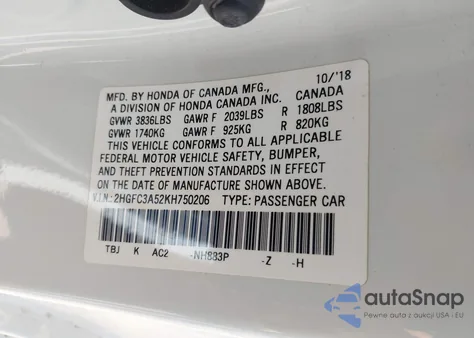 MFD. BY HONDA OF CANADA MFG., 10/'18
A DIVISION OF HONDA CANADA INC. CANADA
GVWR 3836LBS GAWR F 2039LBS R 1808LBS
GVWR 1740KG GAWR F 925KG R 820KG
THIS VEHICLE CONFORMS TO ALL APPLICABLE
FEDERAL MOTOR VEHICLE SAFETY, BUMPER,
AND THEFT PREVENTION STANDARDS IN EFFECT
ON THE DATE OF MANUFACTURE SHOWN ABOVE.
V.I.N.:2HGFC3A52KH750206 TYPE: PASSENGER CAR
TBJ K AC2 -NH883P -Z -H
autoSnap
Pewne auta z aukcji USA i EU